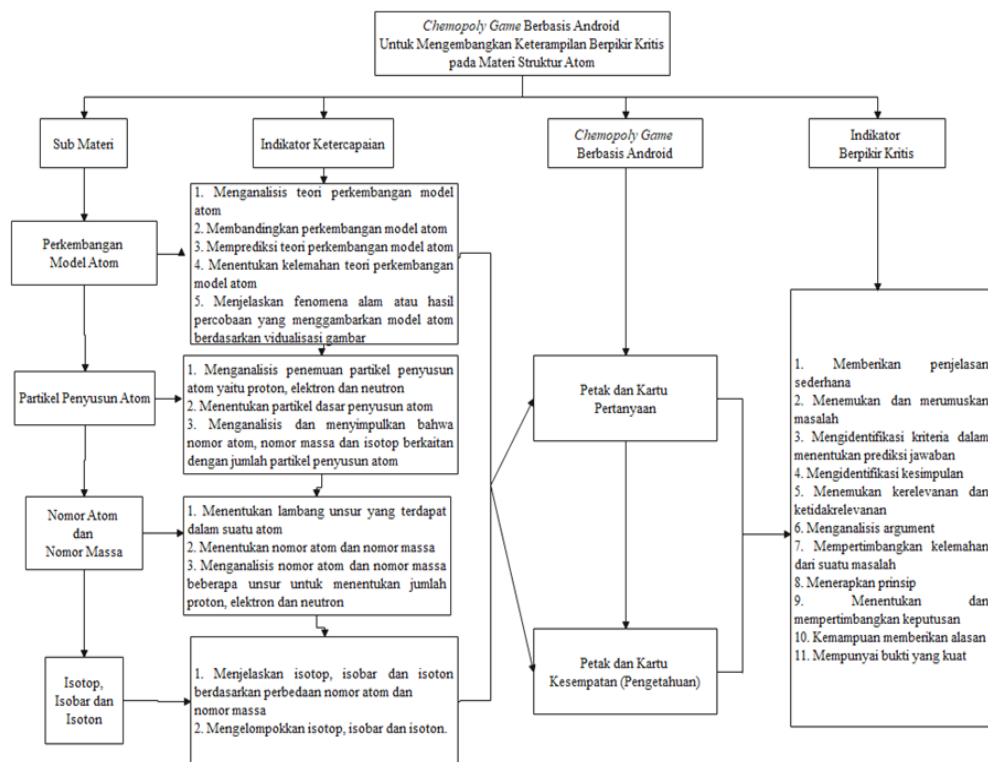 Chemopoly Game Berbasis Android
Untuk Mengembangkan Keterampilan Berpikir Kritis
pada Materi Struktur Atom
Sub Materi
Indikator Ketercapaian
Chemopoly Game
Berbasis Android
Indikator
Berpikir Kritis
Perkembangan
Model Atom
1. Menganalisis teori perkembangan model
atom
2. Membandingkan perkembangan model atom
3. Memprediksi teori perkembangan model atom
4. Menentukan kelemahan teori perkembangan
model atom
5. Menjelaskan fenomena alam atau hasil
percobaan yang menggambarkan model atom
berdasarkan vidualisasi gambar
Partikel Penyusun Atom
1. Menganalisis penemuan partikel penyusun
atom yaitu proton, elektron dan neutron
2. Menentukan partikel dasar penyusun atom
3. Menganalisis dan menyimpulkan bahwa
nomor atom, nomor massa dan isotop berkaitan
dengan jumlah partikel penyusun atom
Nomor Atom
dan
Nomor Massa
1. Menentukan lambang unsur yang terdapat
dalam suatu atom
2. Menentukan nomor atom dan nomor massa
3. Menganalisis nomor atom dan nomor massa
beberapa unsur untuk menentukan jumlah
proton, elektron dan neutron
Isotop,
Isobar dan
Isoton
1. Menjelaskan isotop, isobar dan isoton
berdasarkan perbedaan nomor atom dan
nomor massa
2. Mengelompokkan isotop, isobar dan isoton.
Petak dan Kartu
Pertanyaan
Petak dan Kartu
Kesempatan (Pengetahuan)
1. Memberikan penjelasan
sederhana
2. Menemukan dan merumuskan
masalah
3. Mengidentifikasi kriteria dalam
menentukan prediksi jawaban
4. Mengidentifikasi kesimpulan
5. Menemukan kerelevanan dan
ketidakrelevanan
6. Menganalisis argument
7. Mempertimbangkan kelemahan
dari suatu masalah
8. Menerapkan prinsip
9. Menentukan dan
mempertimbangkan keputusan
10. Kemampuan memberikan alasan
11. Mempunyai bukti yang kuat